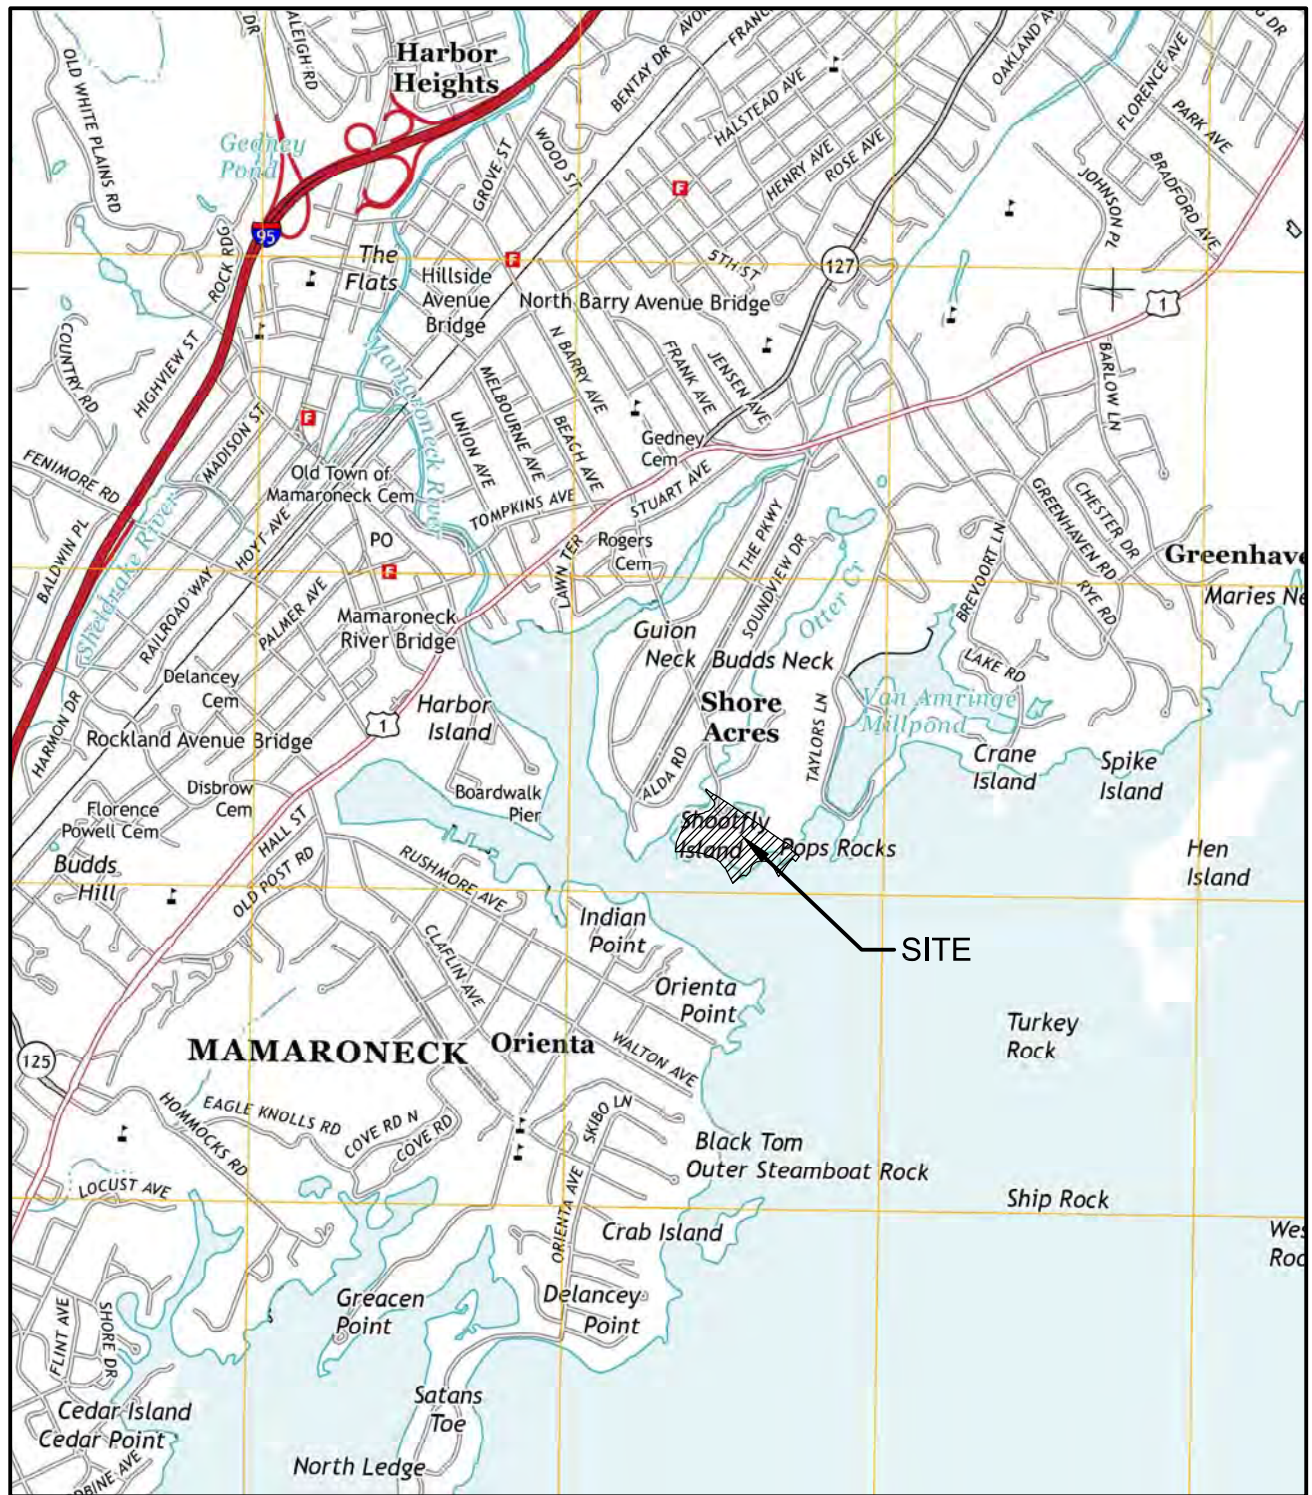 Harbor
Heights
DR
ALEIGH RD
OLD WHITE PLAINS RD
BENTAY DR
OAKLAND AV
FLORENCE AVE
PARK AVE
G DR
Gedney
Pond
GROVE ST
WOOD ST
HALSTEAD AVE
HENRY AVE
ROSE AVE
JOHNSON PL
BRADFORD AVE
95
ROCK RDG
The
Flats
Hillside
Avenue
Bridge
F
F
5TH ST
127
North Barry Avenue Bridge
1
COUNTRY RD
HIGHVIEW ST
Mamaroneck River
N BARRY AVE
FRANK AVE
JENSEN AVE
BARLOW LN
MELBOURNE AVE
UNION AVE
BEACH AVE
F
MADISON ST
Gedney
Cem
FENIMORE RD
Old Town of
Mamaroneck Cem
TOMPKINS AVE
STUART AVE
GREENHAVEN RD
CHESTER DR
BALDWIN PL
Sheldrake River
HOYT AVE
PO
F
Rogers
Cem
LAWN TER
THE PKWY
SOUNDVIEW DR
Otter Cr
BREVOORT LN
RYE RD
Greenhave
Maries Ne
RAILROAD WAY
PALMER AVE
Mamaroneck
River Bridge
Guion
Neck
Budds Neck
LAKE RD
Delancey
Cem
Harbor
Island
Shore
Acres
TAYLORS LN
Van Amringe
Millpond
HARMON DR
Rockland Avenue Bridge
1
Crane
Island
Spike
Island
Disbrow
Cem
Boardwalk
Pier
ALDA RD
Florence
Powell Cem
HALL ST
Shootfly
Island
Pops Rocks
Hen
Island
Budds
Hill
OLD POST RD
RUSHMORE AVE
Indian
Point
SITE
CLAFLIN AVE
Orienta
Point
Turkey
Rock
125
MAMARONECK
Orienta
WALTON AVE
HOMMOCKS RD
EAGLE KNOLLS RD
COVE RD N
COVE RD
SKIBO LN
Black Tom
Outer Steamboat Rock
LOCUST AVE
ORIENTA AVE
Ship Rock
Crab Island
Wes
Roc
Greacen
Point
Delancey
Point
FLINT AVE
SHORE DR
Satans
Toe
Cedar Island
Cedar Point
North Ledge
DBINE AVE